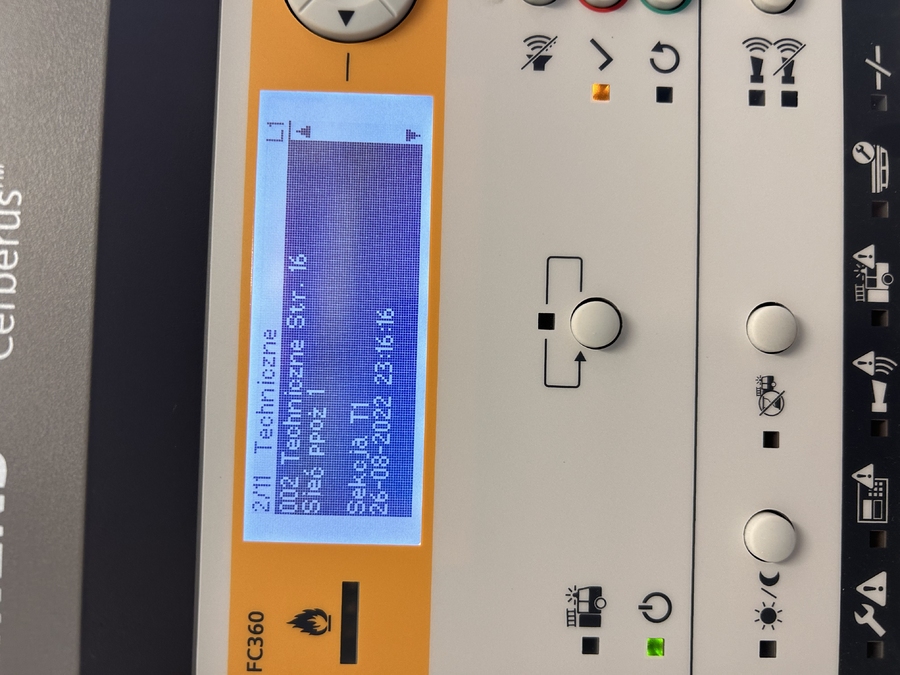 Cerberus™
FC360
2/11 Techniczne L1
002 Techniczne Str. 16
Sieć ppoż 1
Sekcja T1
26-08-2022 23:16:16